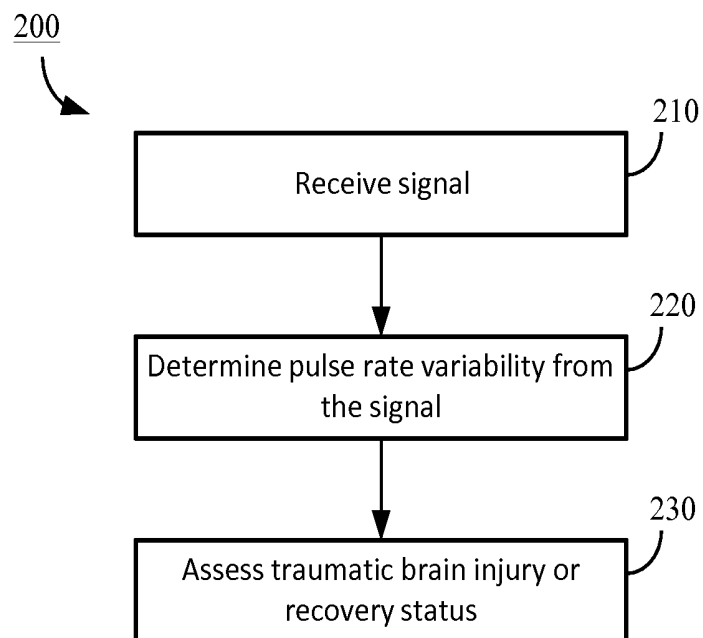 200
210
Receive signal
220
Determine pulse rate variability from
the signal
230
Assess traumatic brain injury or
recovery status